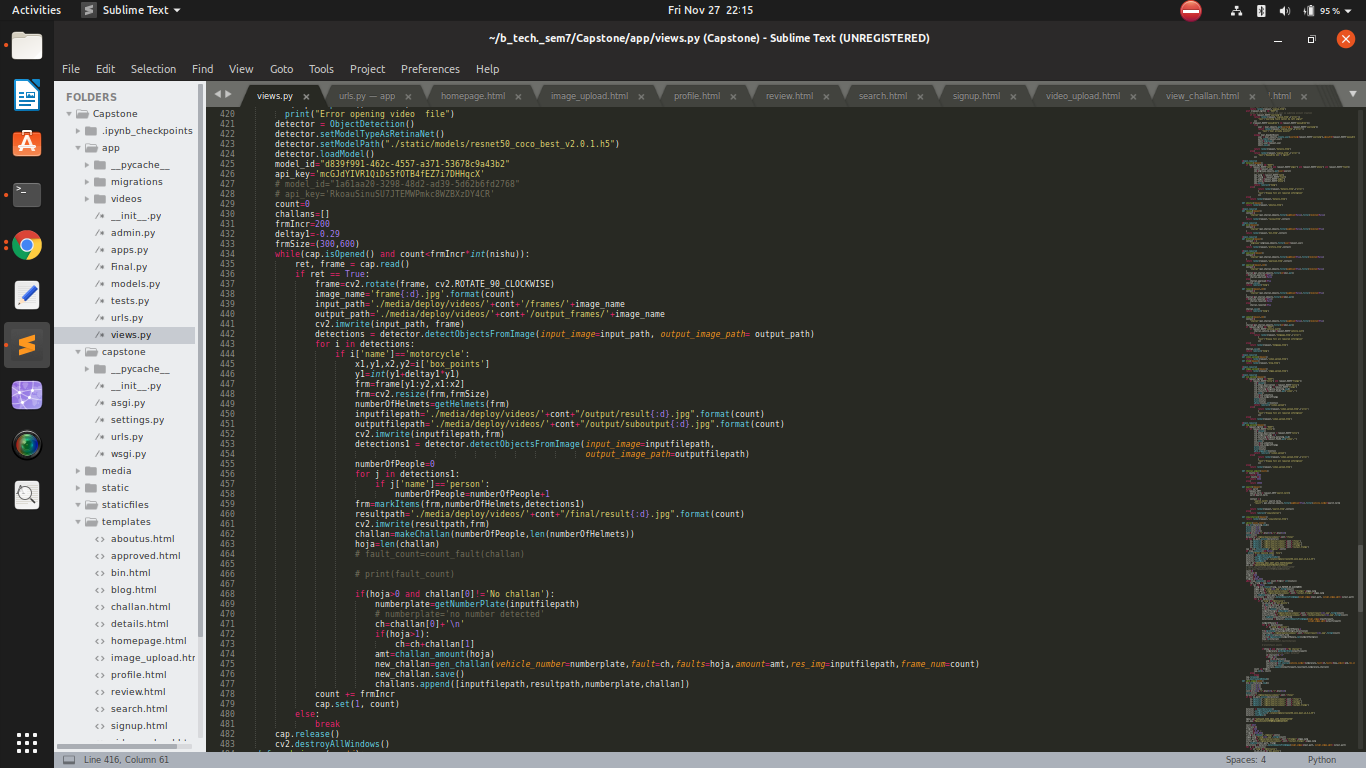 Activities
Sublime Text
Fri Nov 27 22:15
95 %
~/b_tech._sem7/Capstone/app/views.py (Capstone) - Sublime Text (UNREGISTERED)
File Edit Selection Find View Goto Tools Project Preferences Help
FOLDERS
Capstone
.ipynb_checkpoints
app
__pycache__
migrations
videos
__init__.py
admin.py
apps.py
Final.py
models.py
tests.py
urls.py
views.py
capstone
__pycache__
__init__.py
asgi.py
settings.py
urls.py
wsgi.py
media
static
staticfiles
templates
aboutus.html
approved.html
bin.html
blog.html
challan.html
details.html
homepage.html
image_upload.htr
profile.html
review.html
search.html
signup.html
views.py
urls.py — app
homepage.html
image_upload.html
profile.html
review.html
search.html
signup.html
video_upload.html
view_challan.html
'.html
420 print("Error opening video  file")
421 detector = ObjectDetection()
422 detector.setModelTypeAsRetinaNet()
423 detector.setModelPath("./static/models/resnet50_coco_best_v2.0.1.h5")
424 detector.loadModel()
425 model_id="d839f991-462c-4557-a371-53678c9a43b2"
426 api_key='mcGJdYIVR1QiDs5fOTB4fEZ7i7DHHqcX'
427 # model_id="1a61aa20-3298-48d2-ad39-5d62b6fd2768"
428 # api_key='RkoauSinuSU7JTEMWPmkc8WZBXzDY4CR'
429 count=0
430 challans=[]
431 frmIncr=200
432 deltay1=-0.29
433 frmSize=(300,600)
434 while(cap.isOpened() and count<frmIncr*int(nishu)):
435 ret, frame = cap.read()
436 if ret == True:
437 frame=cv2.rotate(frame, cv2.ROTATE_90_CLOCKWISE)
438 image_name='frame{:d}.jpg'.format(count)
439 input_path='./media/deploy/videos/'+cont+'/frames/'+image_name
440 output_path='./media/deploy/videos/'+cont+'/output_frames/'+image_name
441 cv2.imwrite(input_path, frame)
442 detections = detector.detectObjectsFromImage(input_image=input_path, output_image_path= output_path)
443 for i in detections:
444 if i['name']=='motorcycle':
445 x1,y1,x2,y2=i['box_points']
446 y1=int(y1+deltay1*y1)
447 frm=frame[y1:y2,x1:x2]
448 frm=cv2.resize(frm,frmSize)
449 numberOfHelmets=getHelmets(frm)
450 inputfilepath='./media/deploy/videos/'+cont+"/output/result{:d}.jpg".format(count)
451 outputfilepath='./media/deploy/videos/'+cont+"/output/suboutput{:d}.jpg".format(count)
452 cv2.imwrite(inputfilepath,frm)
453 detections1 = detector.detectObjectsFromImage(input_image=inputfilepath,
454 output_image_path=outputfilepath)
455 numberOfPeople=0
456 for j in detections1:
457 if j['name']=='person':
458 numberOfPeople=numberOfPeople+1
459 frm=markItems(frm,numberOfHelmets,detections1)
460 resultpath='./media/deploy/videos/'+cont+"/final/result{:d}.jpg".format(count)
461 cv2.imwrite(resultpath,frm)
462 challan=makeChallan(numberOfPeople,len(numberOfHelmets))
463 hoja=len(challan)
464 # fault_count=count_fault(challan)
465
466 # print(fault_count)
467
468 if(hoja>0 and challan[0]!='No challan'):
469 numberplate=getNumberPlate(inputfilepath)
470 # numberplate='no number detected'
471 ch=challan[0]+'\n'
472 if(hoja>1):
473 ch=ch+challan[1]
474 amt=challan_amount(hoja)
475 new_challan=gen_challan(vehicle_number=numberplate,fault=ch,faults=hoja,amount=amt,res_img=inputfilepath,frame_num=count)
476 new_challan.save()
477 challans.append([inputfilepath,resultpath,numberplate,challan])
478 count += frmIncr
479 cap.set(1, count)
480 else:
481 break
482 cap.release()
483 cv2.destroyAllWindows()
Line 416, Column 61
Spaces: 4
Python